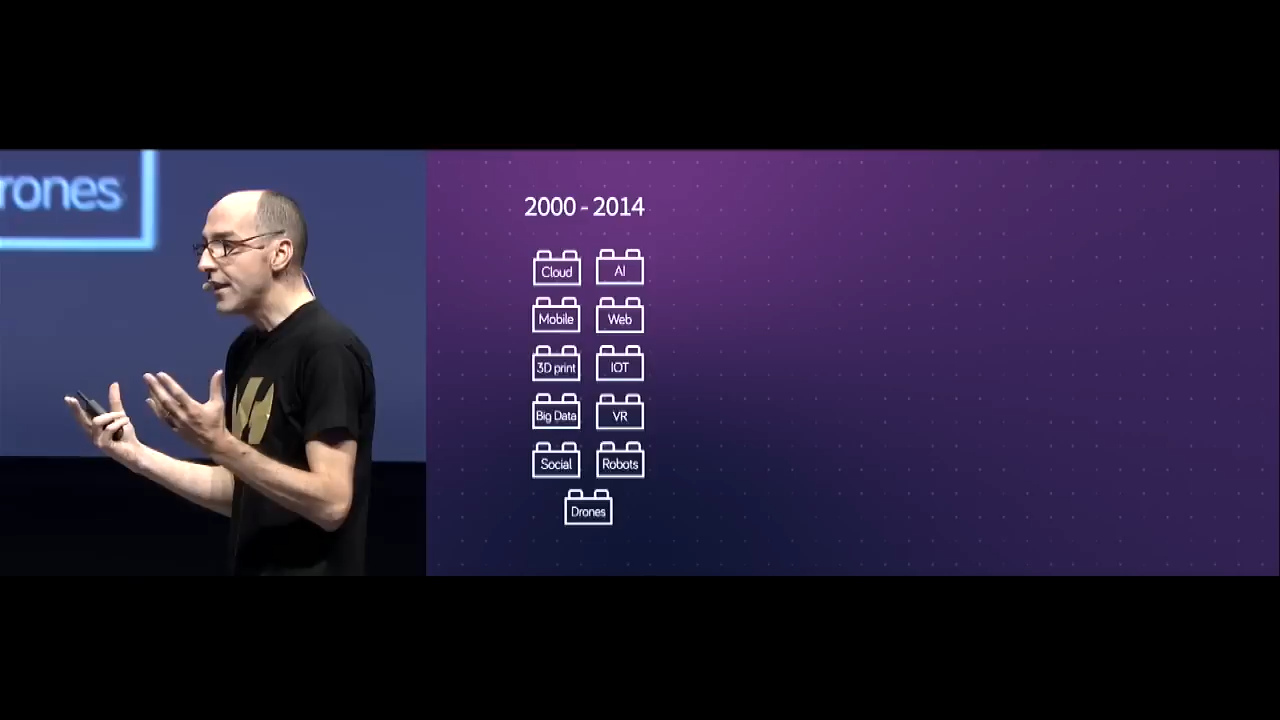 rones
2000 - 2014
Cloud AI
Mobile Web
3D print IOT
Big Data VR
Social Robots
Drones